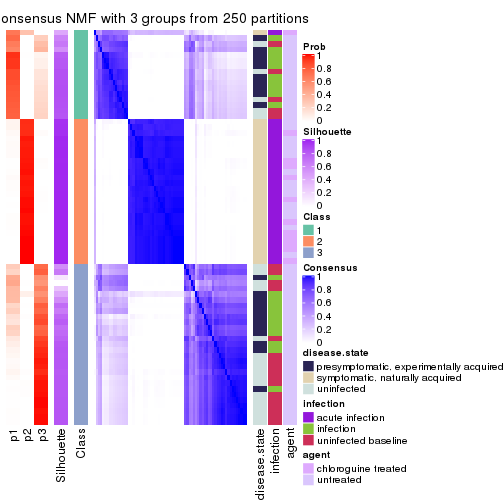 onsensus NMF with 3 groups from 250 partitions
Prob
1
0.8
0.6
0.4
0.2
0
Silhouette
1
0.8
0.6
0.4
0.2
0
Class
1
2
3
Consensus
1
0.8
0.6
0.4
0.2
0
disease.state
presymptomatic. experimentally acquired
symptomatic. naturally acquired
uninfected
infection
acute infection
infection
uninfected baseline
agent
chloroguine treated
untreated
p1
p2
p3
Silhouette
Class
disease.state
infection
agent